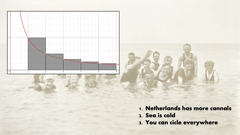 1. Netherlands has more cannals
2. Sea is cold
3. You can cicle everywhere